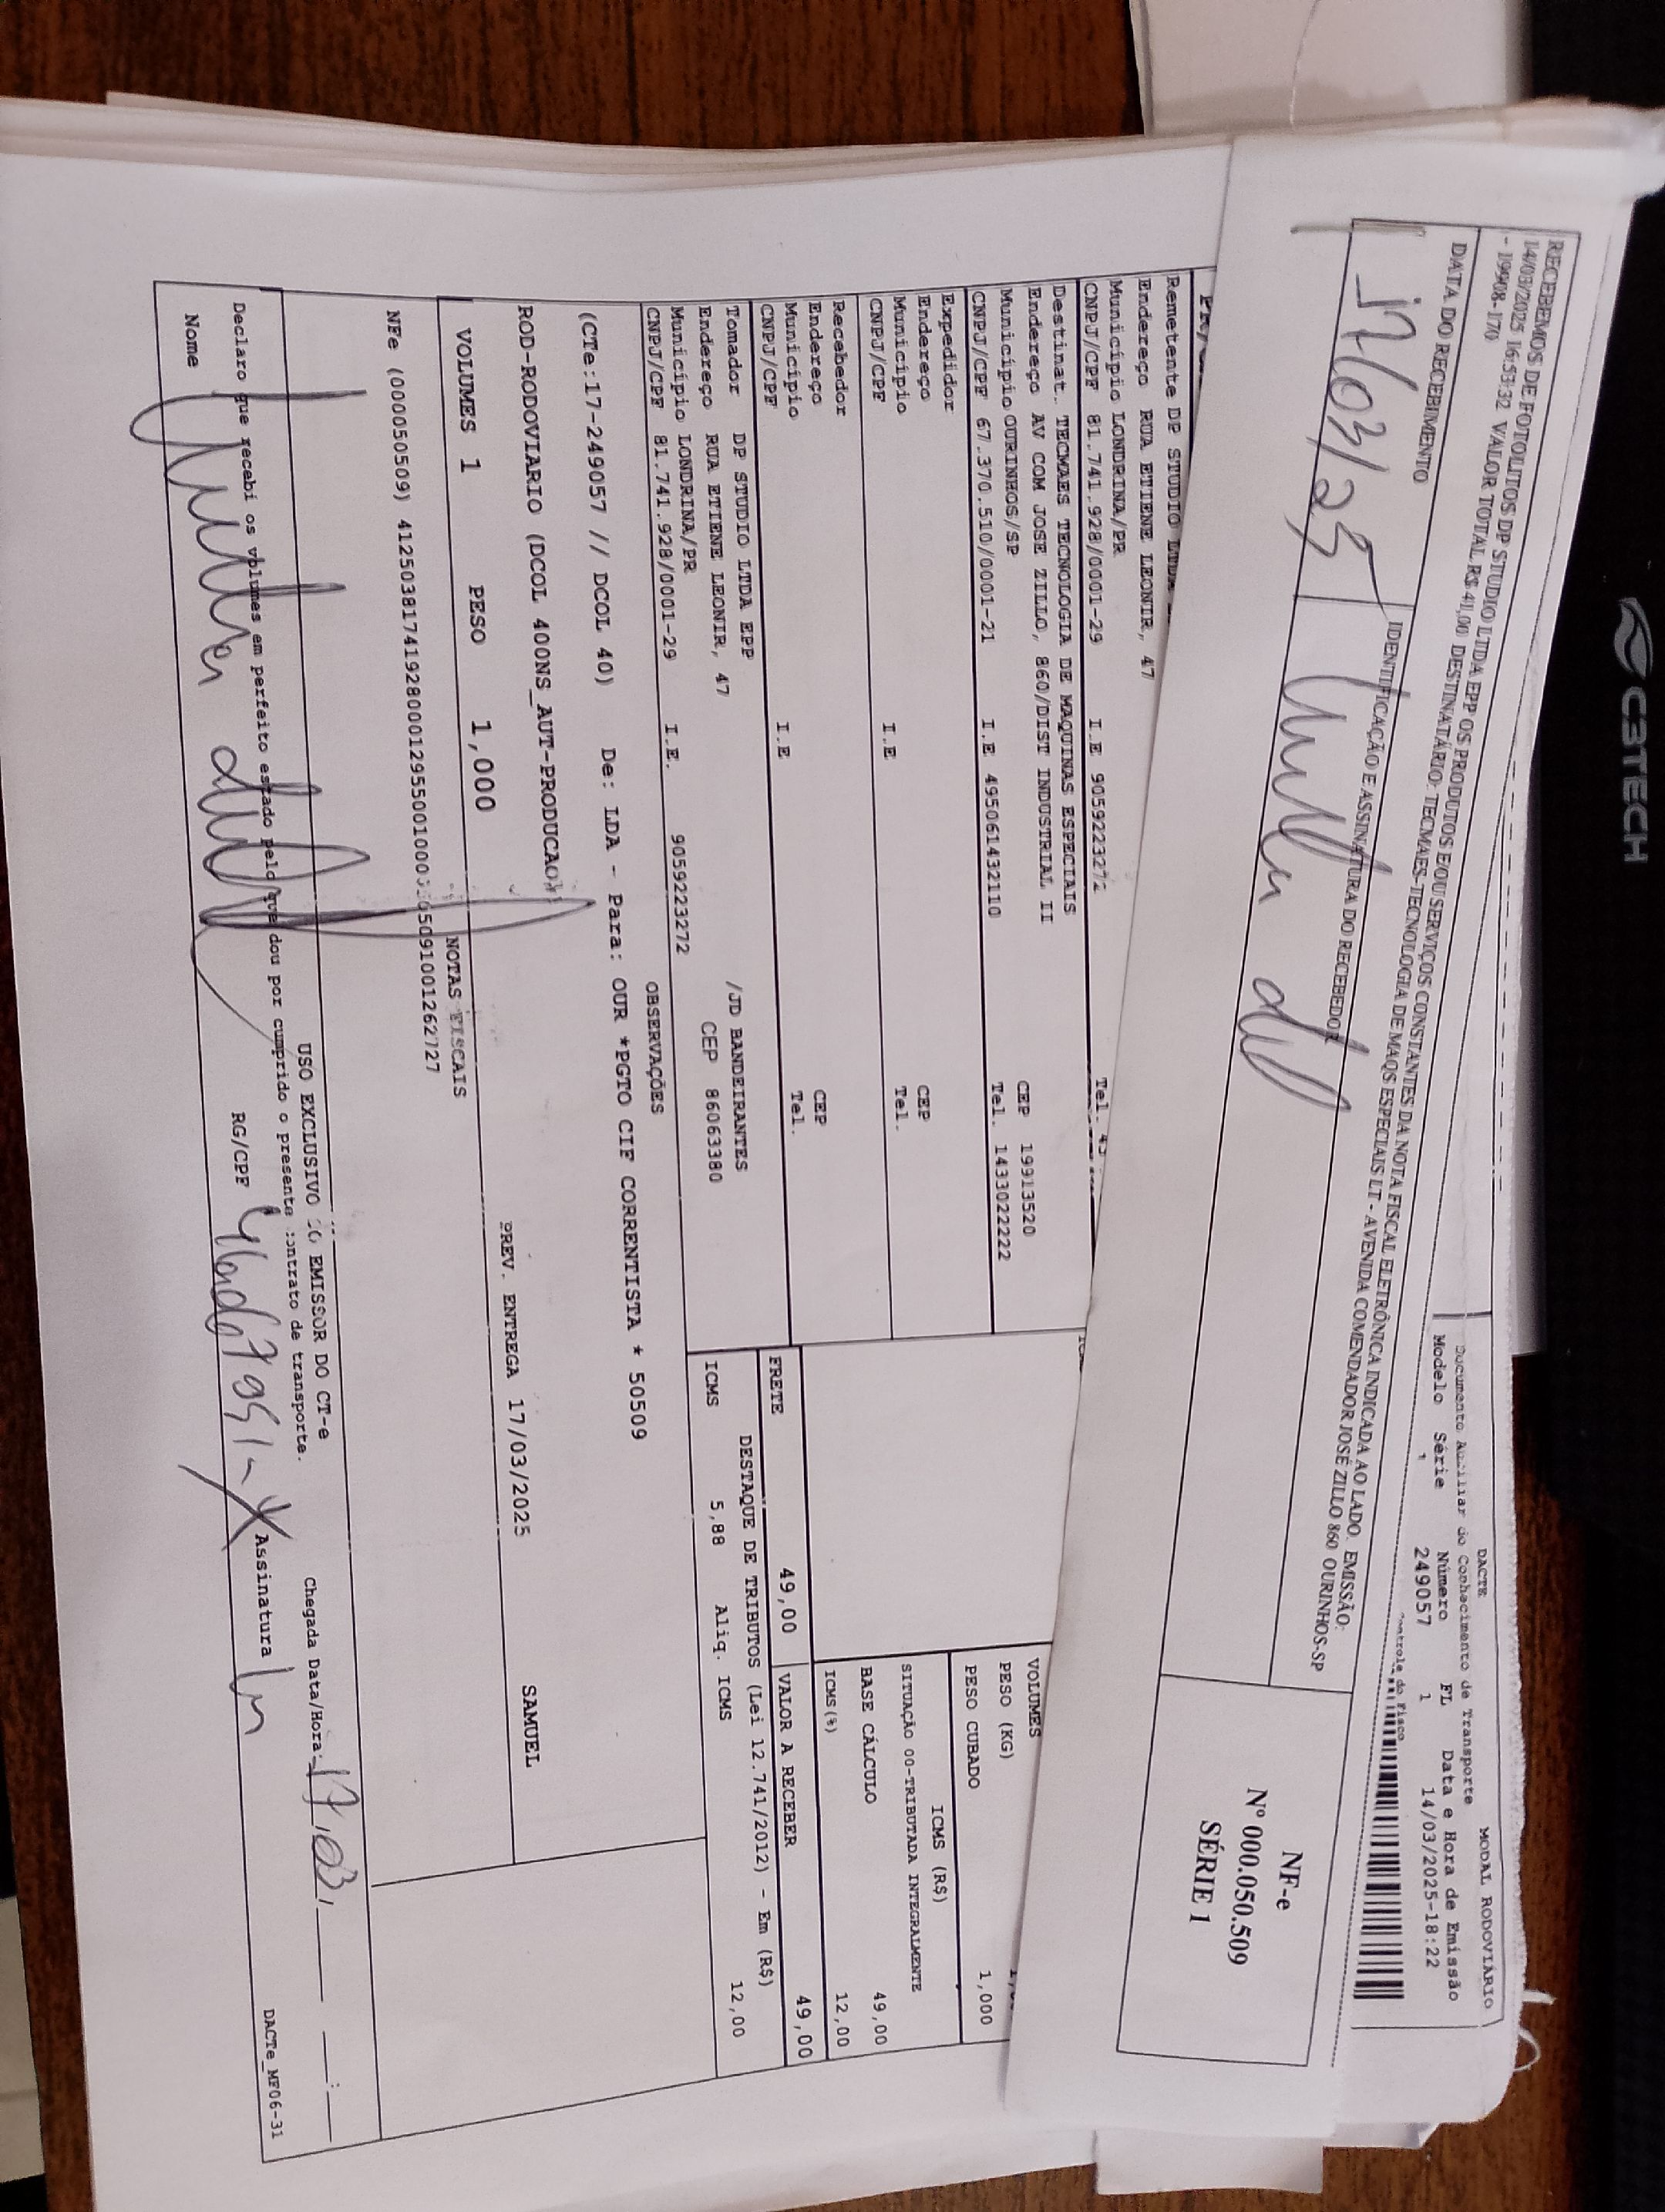 C3TECH
DACTE
MODAL RODOVIÁRIO
Documento Auxiliar do Conhecimento de Transporte
Modelo Série Número FL Data e Hora de Emissão
1 249057 1 14/03/2025-18:22
Controle do Fisco
RECEBEMOS DE FOTOLITOS DP STUDIO LTDA EPP OS PRODUTOS E/OU SERVIÇOS CONSTANTES DA NOTA FISCAL ELETRÔNICA INDICADA AO LADO. EMISSÃO:
14/03/2025 16:53:32 VALOR TOTAL R$ 41,00 DESTINATÁRIO: TECMAES-TECNOLOGIA DE MAQS ESPECIAIS LT - AVENIDA COMENDADOR JOSÉ ZILLO 860 OURINHOS-SP
- 19908-170
DATA DO RECEBIMENTO
IDENTIFICAÇÃO E ASSINATURA DO RECEBEDOR
17/03/25
NF-e
Nº 000.050.509
SÉRIE 1
Remetente DP STUDIO
Endereço RUA ETIENE LEONIR, 47
Município LONDRINA/PR
CNPJ/CPF 81.741.928/0001-29 I.E 9059223272 Tel. 43
Destinat. TECMAES TECNOLOGIA DE MAQUINAS ESPECIAIS
Endereço AV COM JOSE ZILLO, 860/DIST INDUSTRIAL II
Município OURINHOS/SP CEP 19913520
CNPJ/CPF 67.370.510/0001-21 I.E 495061432110 Tel. 1433022222
Expedidor
Endereço
Município CEP
CNPJ/CPF I.E Tel.
Recebedor
Endereço
Município CEP
CNPJ/CPF I.E Tel.
Tomador DP STUDIO LTDA EPP
Endereço RUA ETIENE LEONIR, 47 /JD BANDEIRANTES
Município LONDRINA/PR CEP 86063380
CNPJ/CPF 81.741.928/0001-29 I.E. 9059223272
VOLUMES
PESO (KG)
PESO CUBADO 1,000
ICMS (R$)
SITUAÇÃO 00-TRIBUTADA INTEGRALMENTE
BASE CÁLCULO 49,00
ICMS(%) 12,00
FRETE 49,00 VALOR A RECEBER 49,00
DESTAQUE DE TRIBUTOS (Lei 12.741/2012) - Em (R$)
ICMS 5,88 Aliq. ICMS 12,00
OBSERVAÇÕES
(CTe:17-249057 // DCOL 40) De: LDA - Para: OUR *PGTO CIF CORRENTISTA * 50509
ROD-RODOVIARIO (DCOL 400NS_AUT-PRODUCAO)
PREV. ENTREGA 17/03/2025 SAMUEL
VOLUMES 1 PESO 1,000
NOTAS FISCAIS
NFe (000050509)
USO EXCLUSIVO DO EMISSOR DO CT-e
Declaro que recebi os volumes em perfeito estado pelo que dou por cumprido o presente contrato de transporte.
Chegada Data/Hora: 17/03/
Nome RG/CPF Assinatura
DACTe_MF06-31